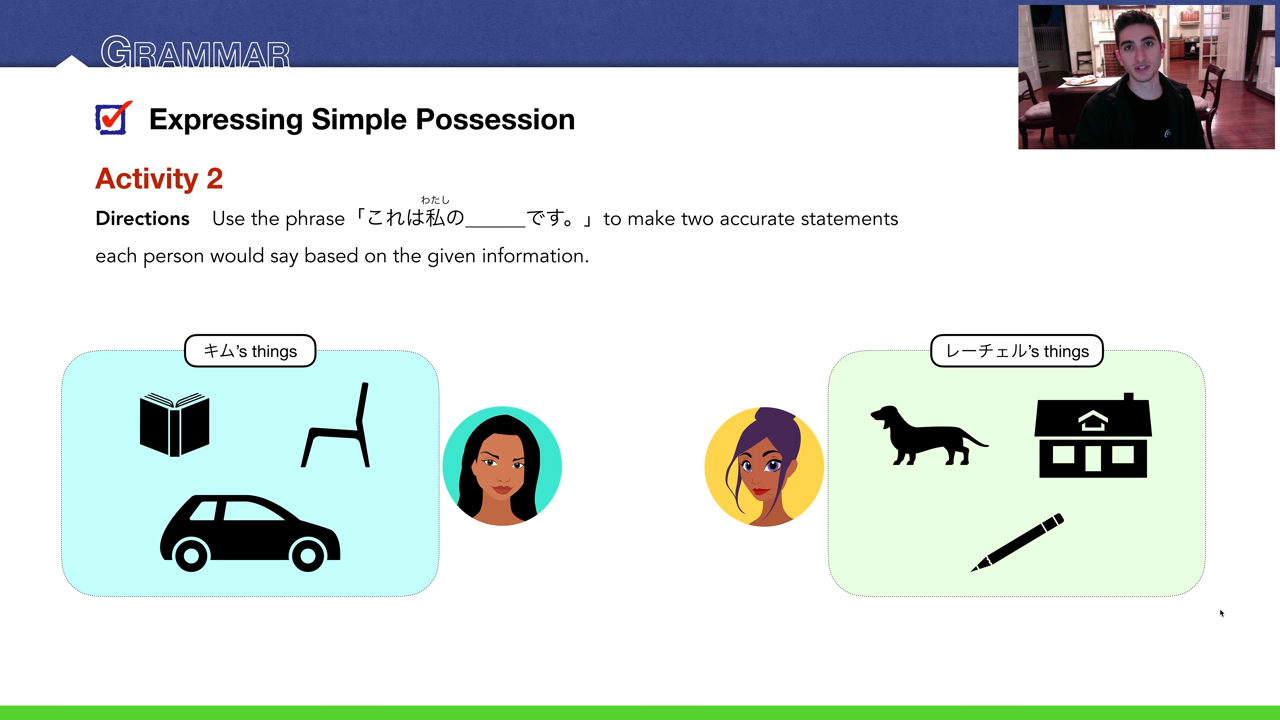 GRAMMAR
Expressing Simple Possession
Activity 2
わたし
Directions Use the phrase「これは私の______です。」to make two accurate statements
each person would say based on the given information.
キム's things
レーチェル's things